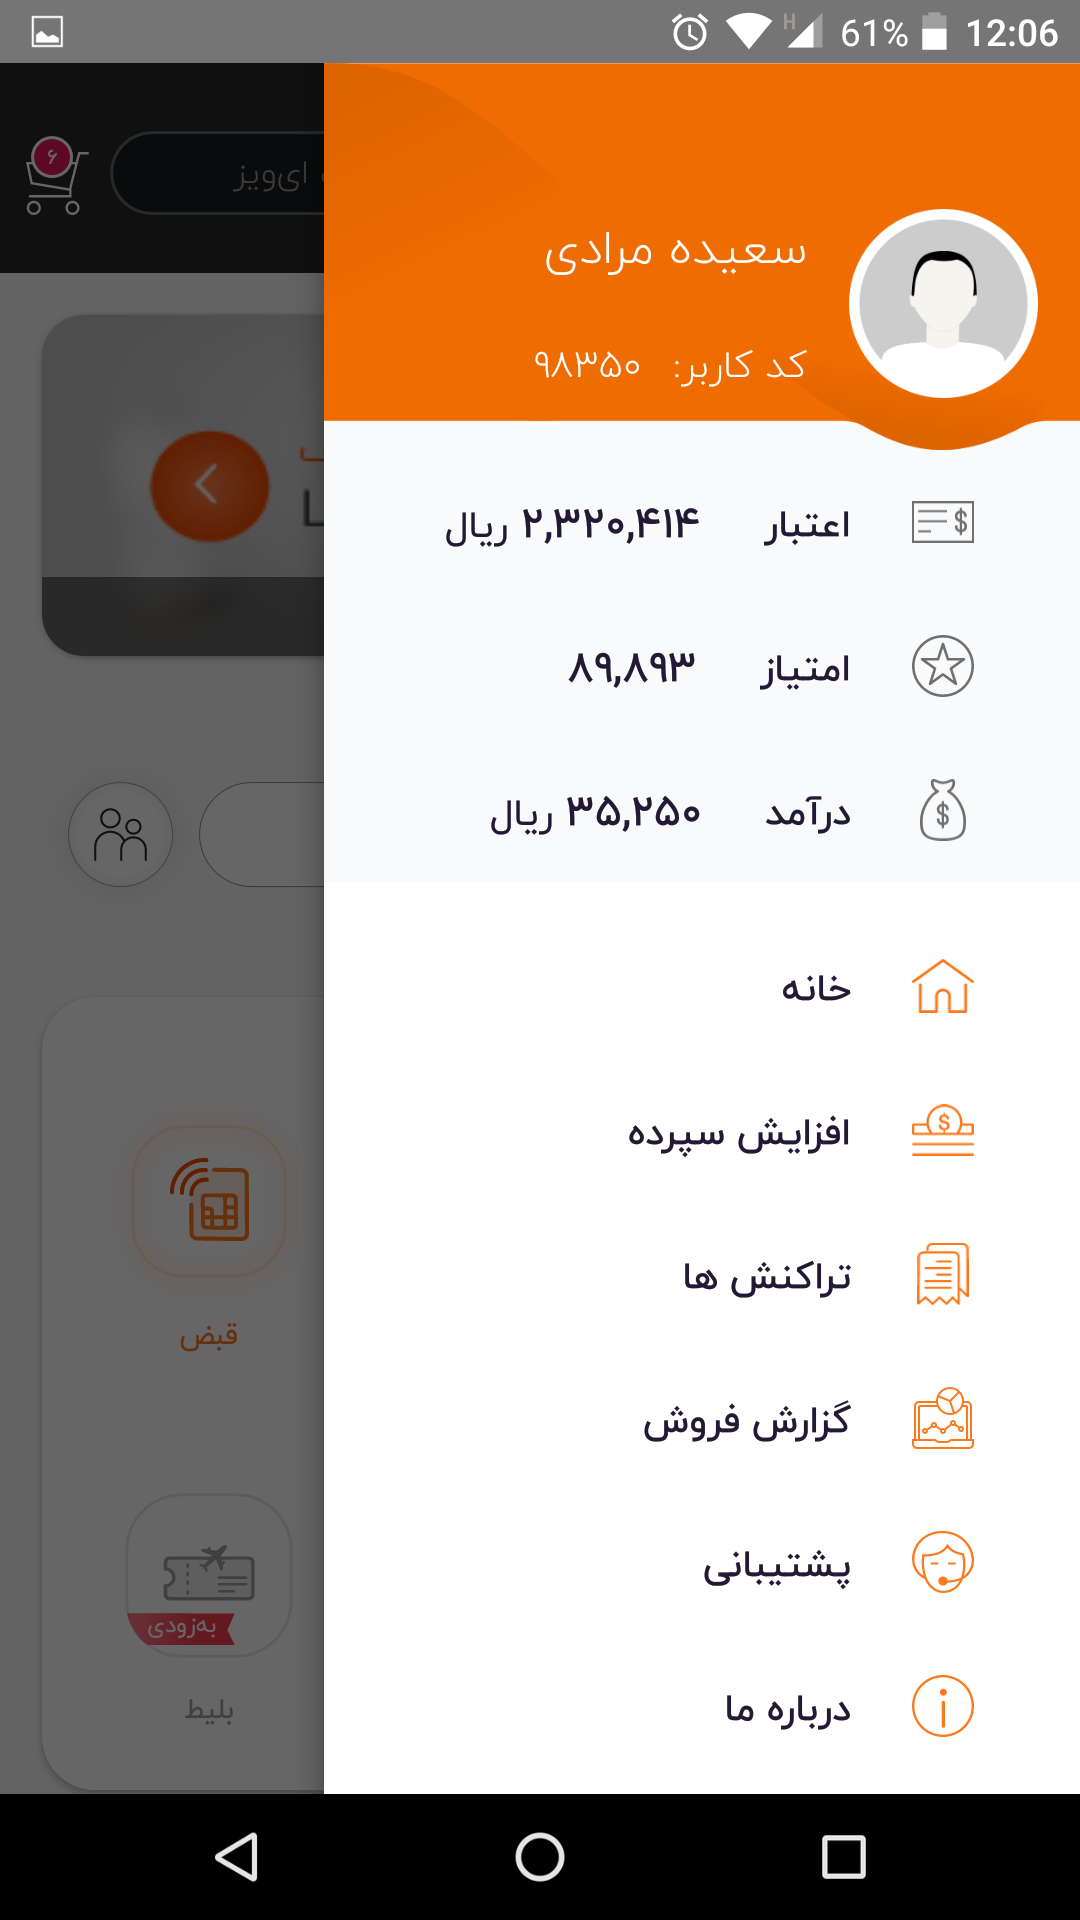 61% 12:06
۶
ای‌ویز
سعیده مرادی
کد کاربر: ۹۸۳۵۰
اعتبار ۲,۳۲۰,۴۱۴ ریال
امتیاز ۸۹,۸۹۳
درآمد ۳۵,۲۵۰ ریال
خانه
افزایش سپرده
تراکنش ها
قبض
گزارش فروش
پشتیبانی
به‌زودی
بلیط
درباره ما